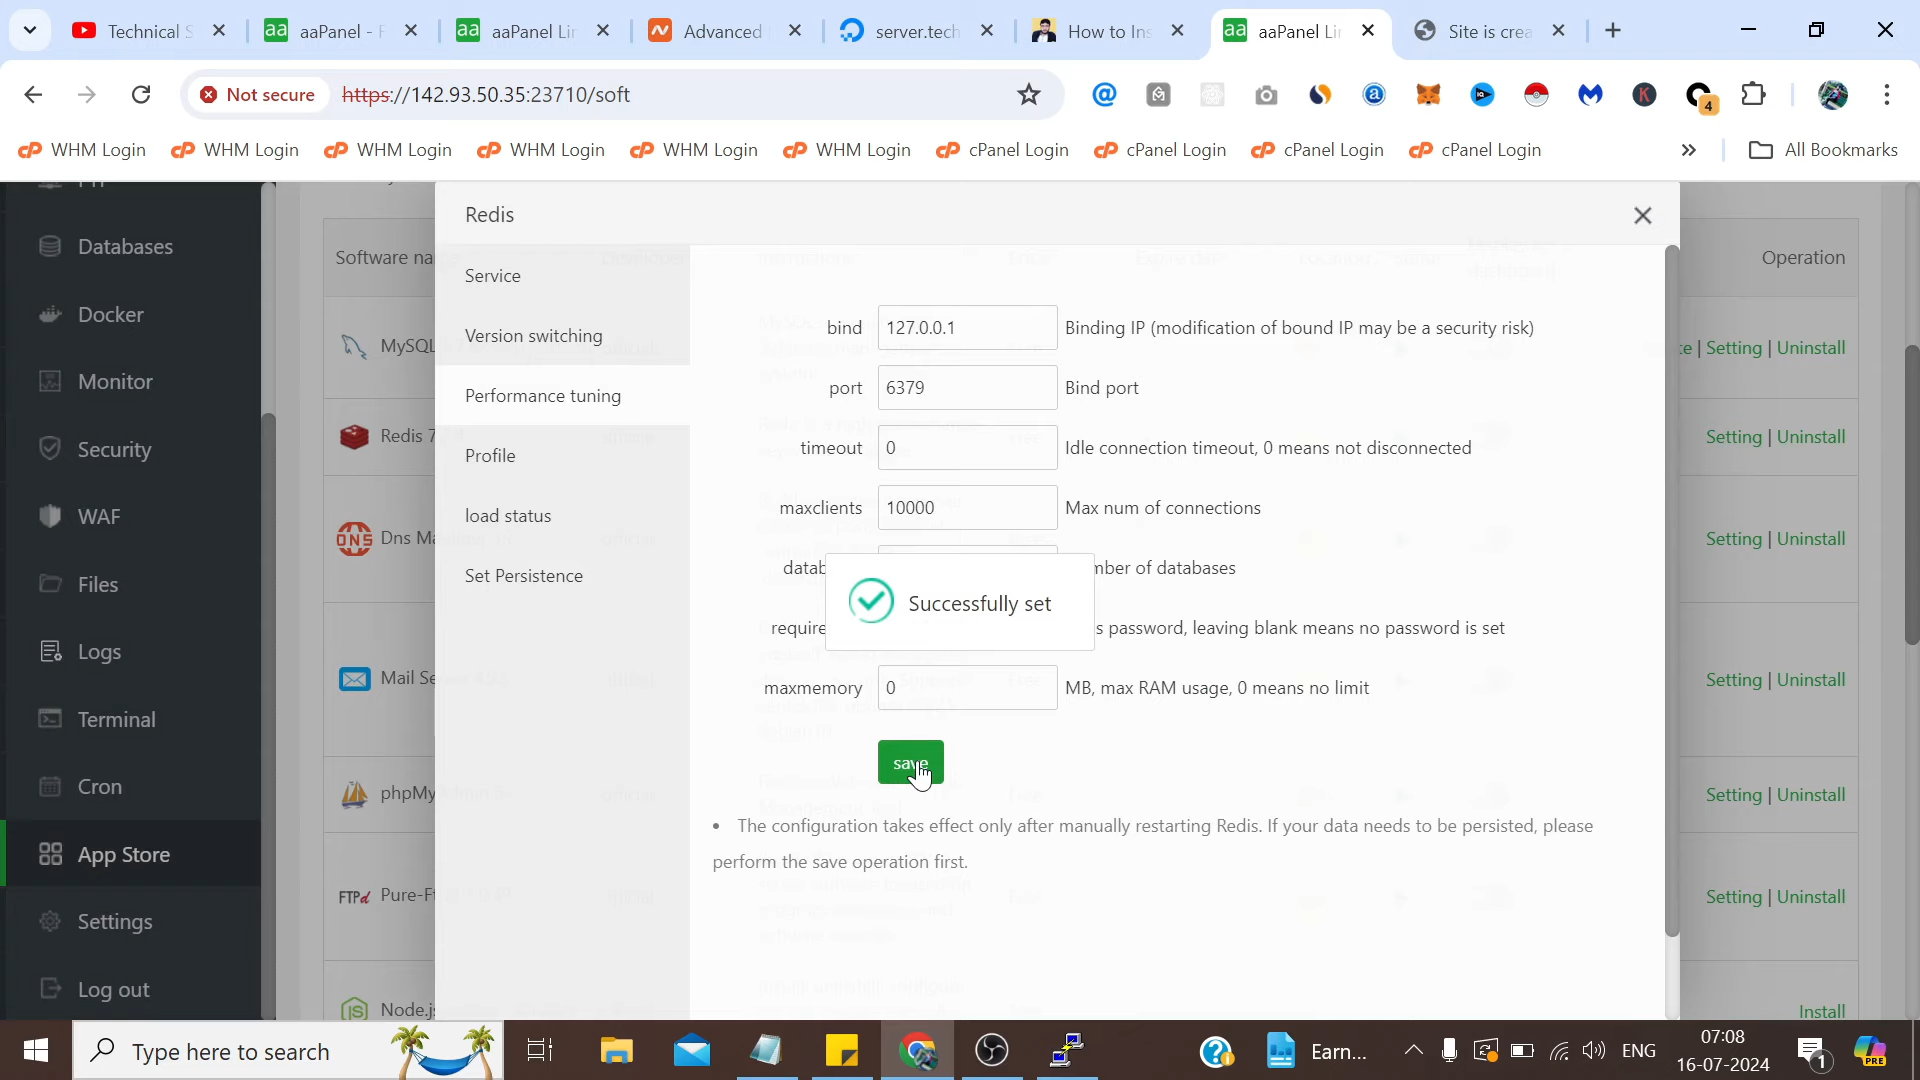 Technical
aaPanel -
aaPanel Li
Advanced
server.tech
How to Ins
aaPanel Li
Site is crea
Not secure
https://142.93.50.35:23710/soft
4
WHM Login
WHM Login
WHM Login
WHM Login
WHM Login
WHM Login
cPanel Login
cPanel Login
cPanel Login
cPanel Login
All Bookmarks
Databases
Docker
Monitor
Security
WAF
Files
Logs
Terminal
Cron
App Store
Settings
Log out
Software na
MySQL
Redis 7
Dns Ma
Mail Se
phpMy
Pure-Ft
Node.js
Redis
Service
Version switching
Performance tuning
Profile
load status
Set Persistence
bind 127.0.0.1 Binding IP (modification of bound IP may be a security risk)
port 6379 Bind port
timeout 0 Idle connection timeout, 0 means not disconnected
maxclients 10000 Max num of connections
datab mber of databases
Successfully set
require s password, leaving blank means no password is set
maxmemory 0 MB, max RAM usage, 0 means no limit
save
• The configuration takes effect only after manually restarting Redis. If your data needs to be persisted, please
perform the save operation first.
Operation
Setting | Uninstall
Setting | Uninstall
Setting | Uninstall
Setting | Uninstall
Setting | Uninstall
Setting | Uninstall
Install
Type here to search
Earn...
ENG
07:08
16-07-2024
1
PRE